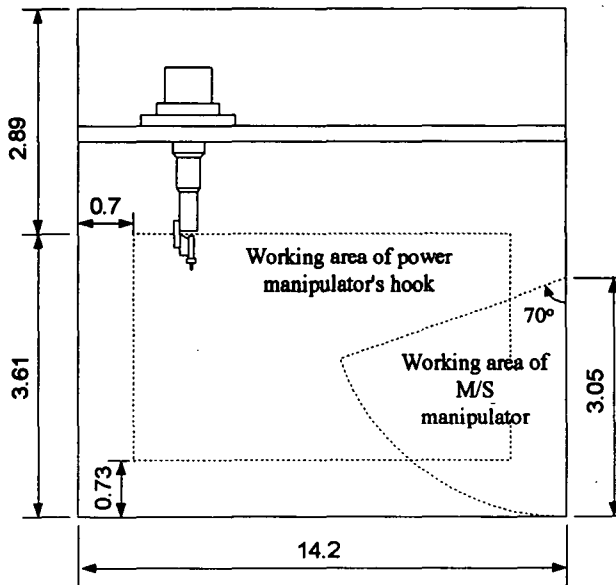 2.89
0.7
Working area of power
manipulator's hook
70º
Working area of
M/S
manipulator
3.61
3.05
0.73
14.2